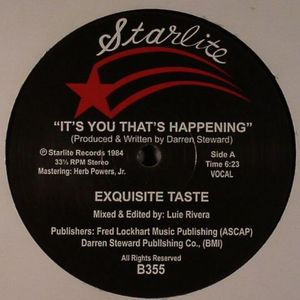 Starlite
"IT'S YOU THAT'S HAPPENING"
(Produced & Written by Darren Steward)
℗ Starlite Records 1984
33⅓ RPM Stereo
Mastering: Herb Powers, Jr.
Side A
Time 6:23
VOCAL
EXQUISITE TASTE
Mixed & Edited by: Luie Rivera
Publishers: Fred Lockhart Music Publishing (ASCAP)
Darren Steward Publishing Co., (BMI)
All Rights Reserved
B355